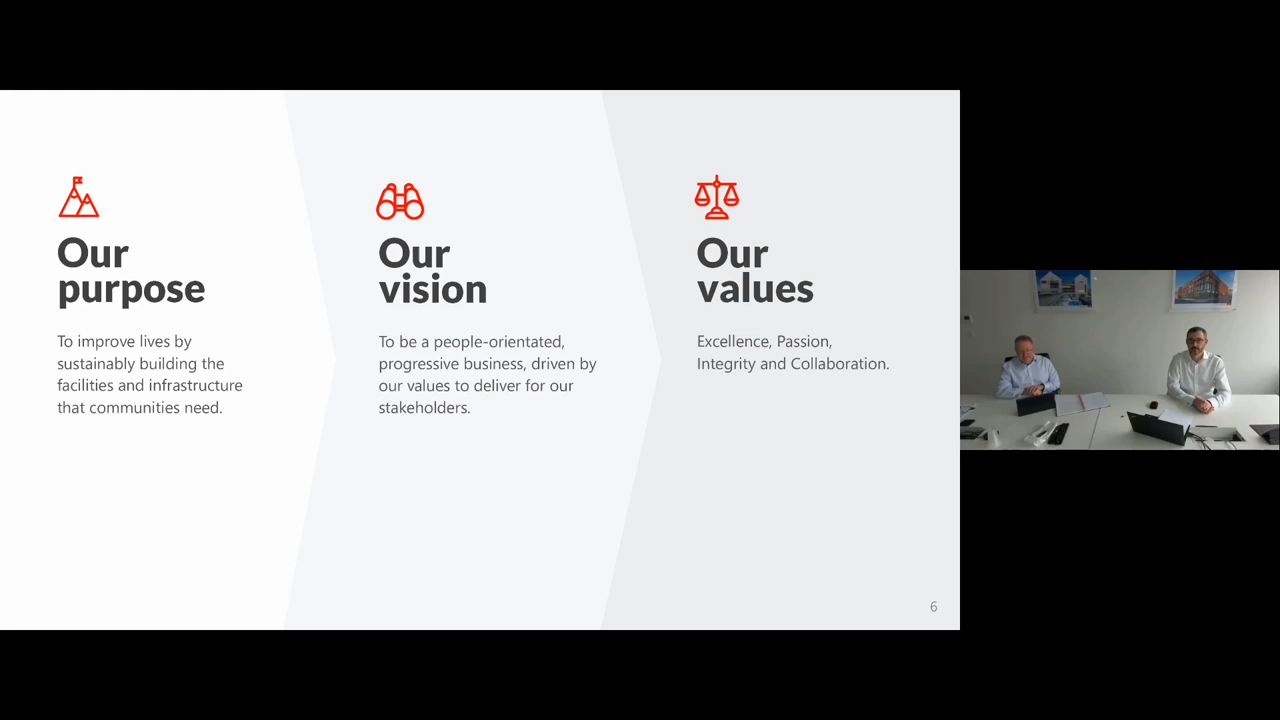 Our
purpose
To improve lives by
sustainably building the
facilities and infrastructure
that communities need.
Our
vision
To be a people-orientated,
progressive business, driven by
our values to deliver for our
stakeholders.
Our
values
Excellence, Passion,
Integrity and Collaboration.
6